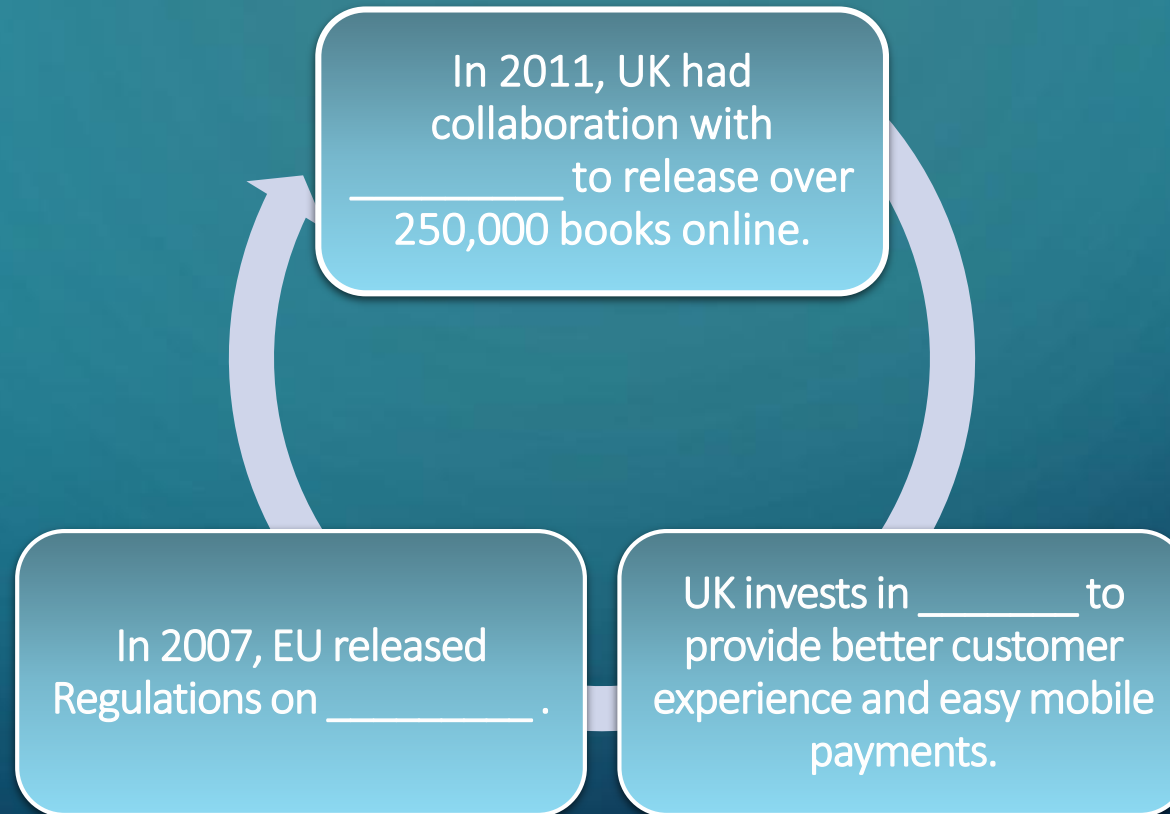 In 2011, UK had
collaboration with
__________ to release over
250,000 books online.
UK invests in _______ to
provide better customer
experience and easy mobile
payments.
In 2007, EU released
Regulations on _________ .